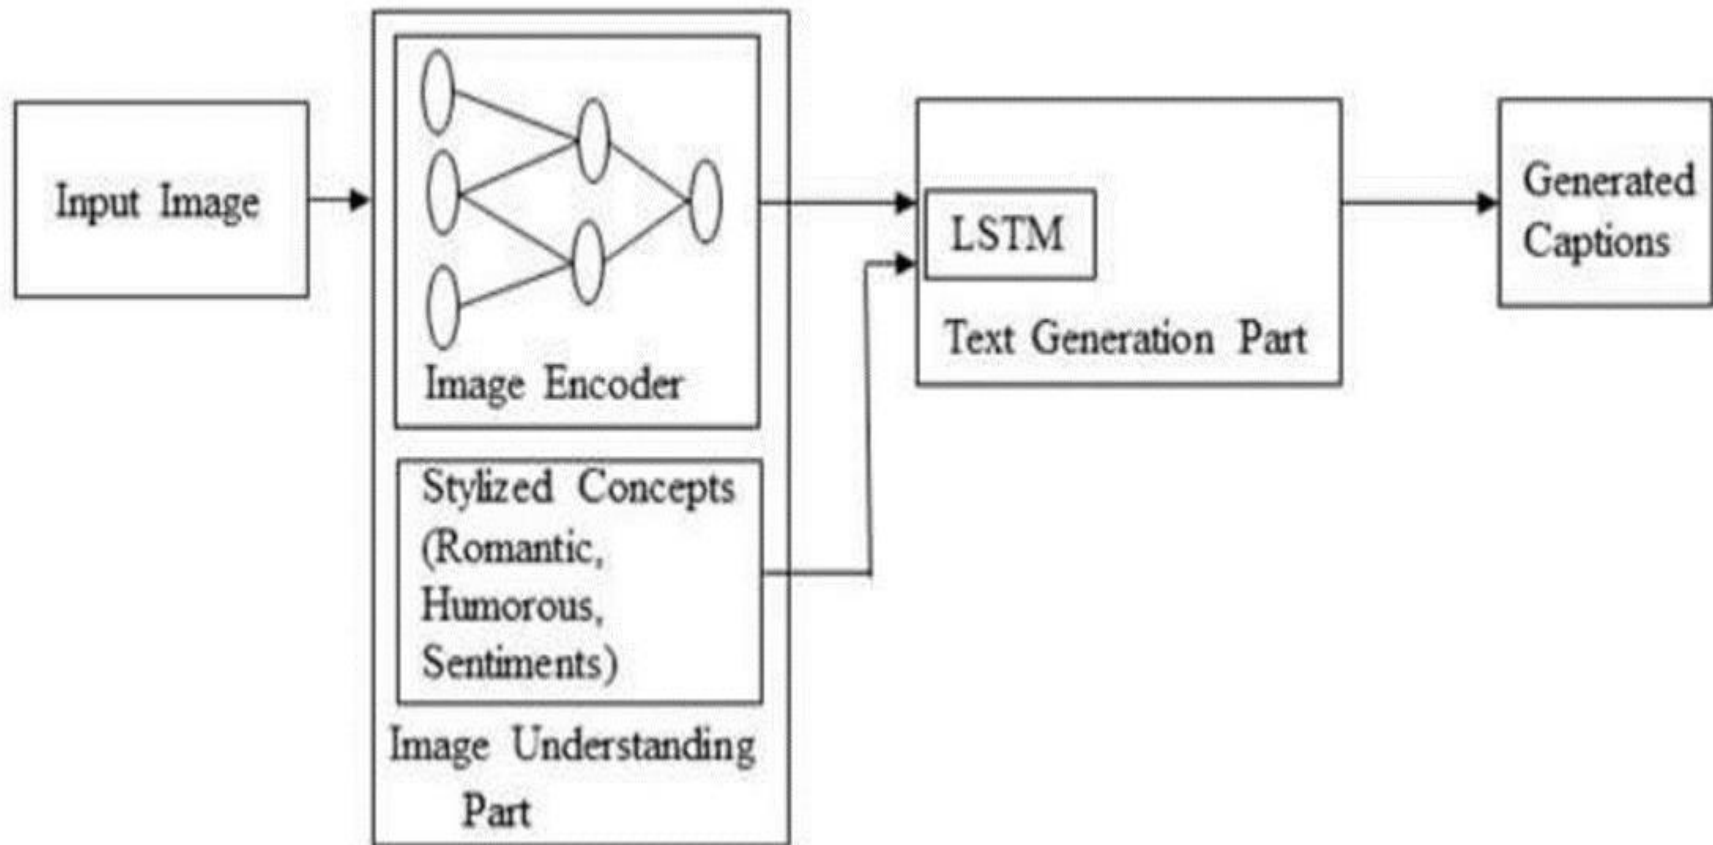 Input Image
Image Encoder
Stylized Concepts
(Romantic,
Humorous,
Sentiments)
Image Understanding
Part
LSTM
Text Generation Part
Generated
Captions